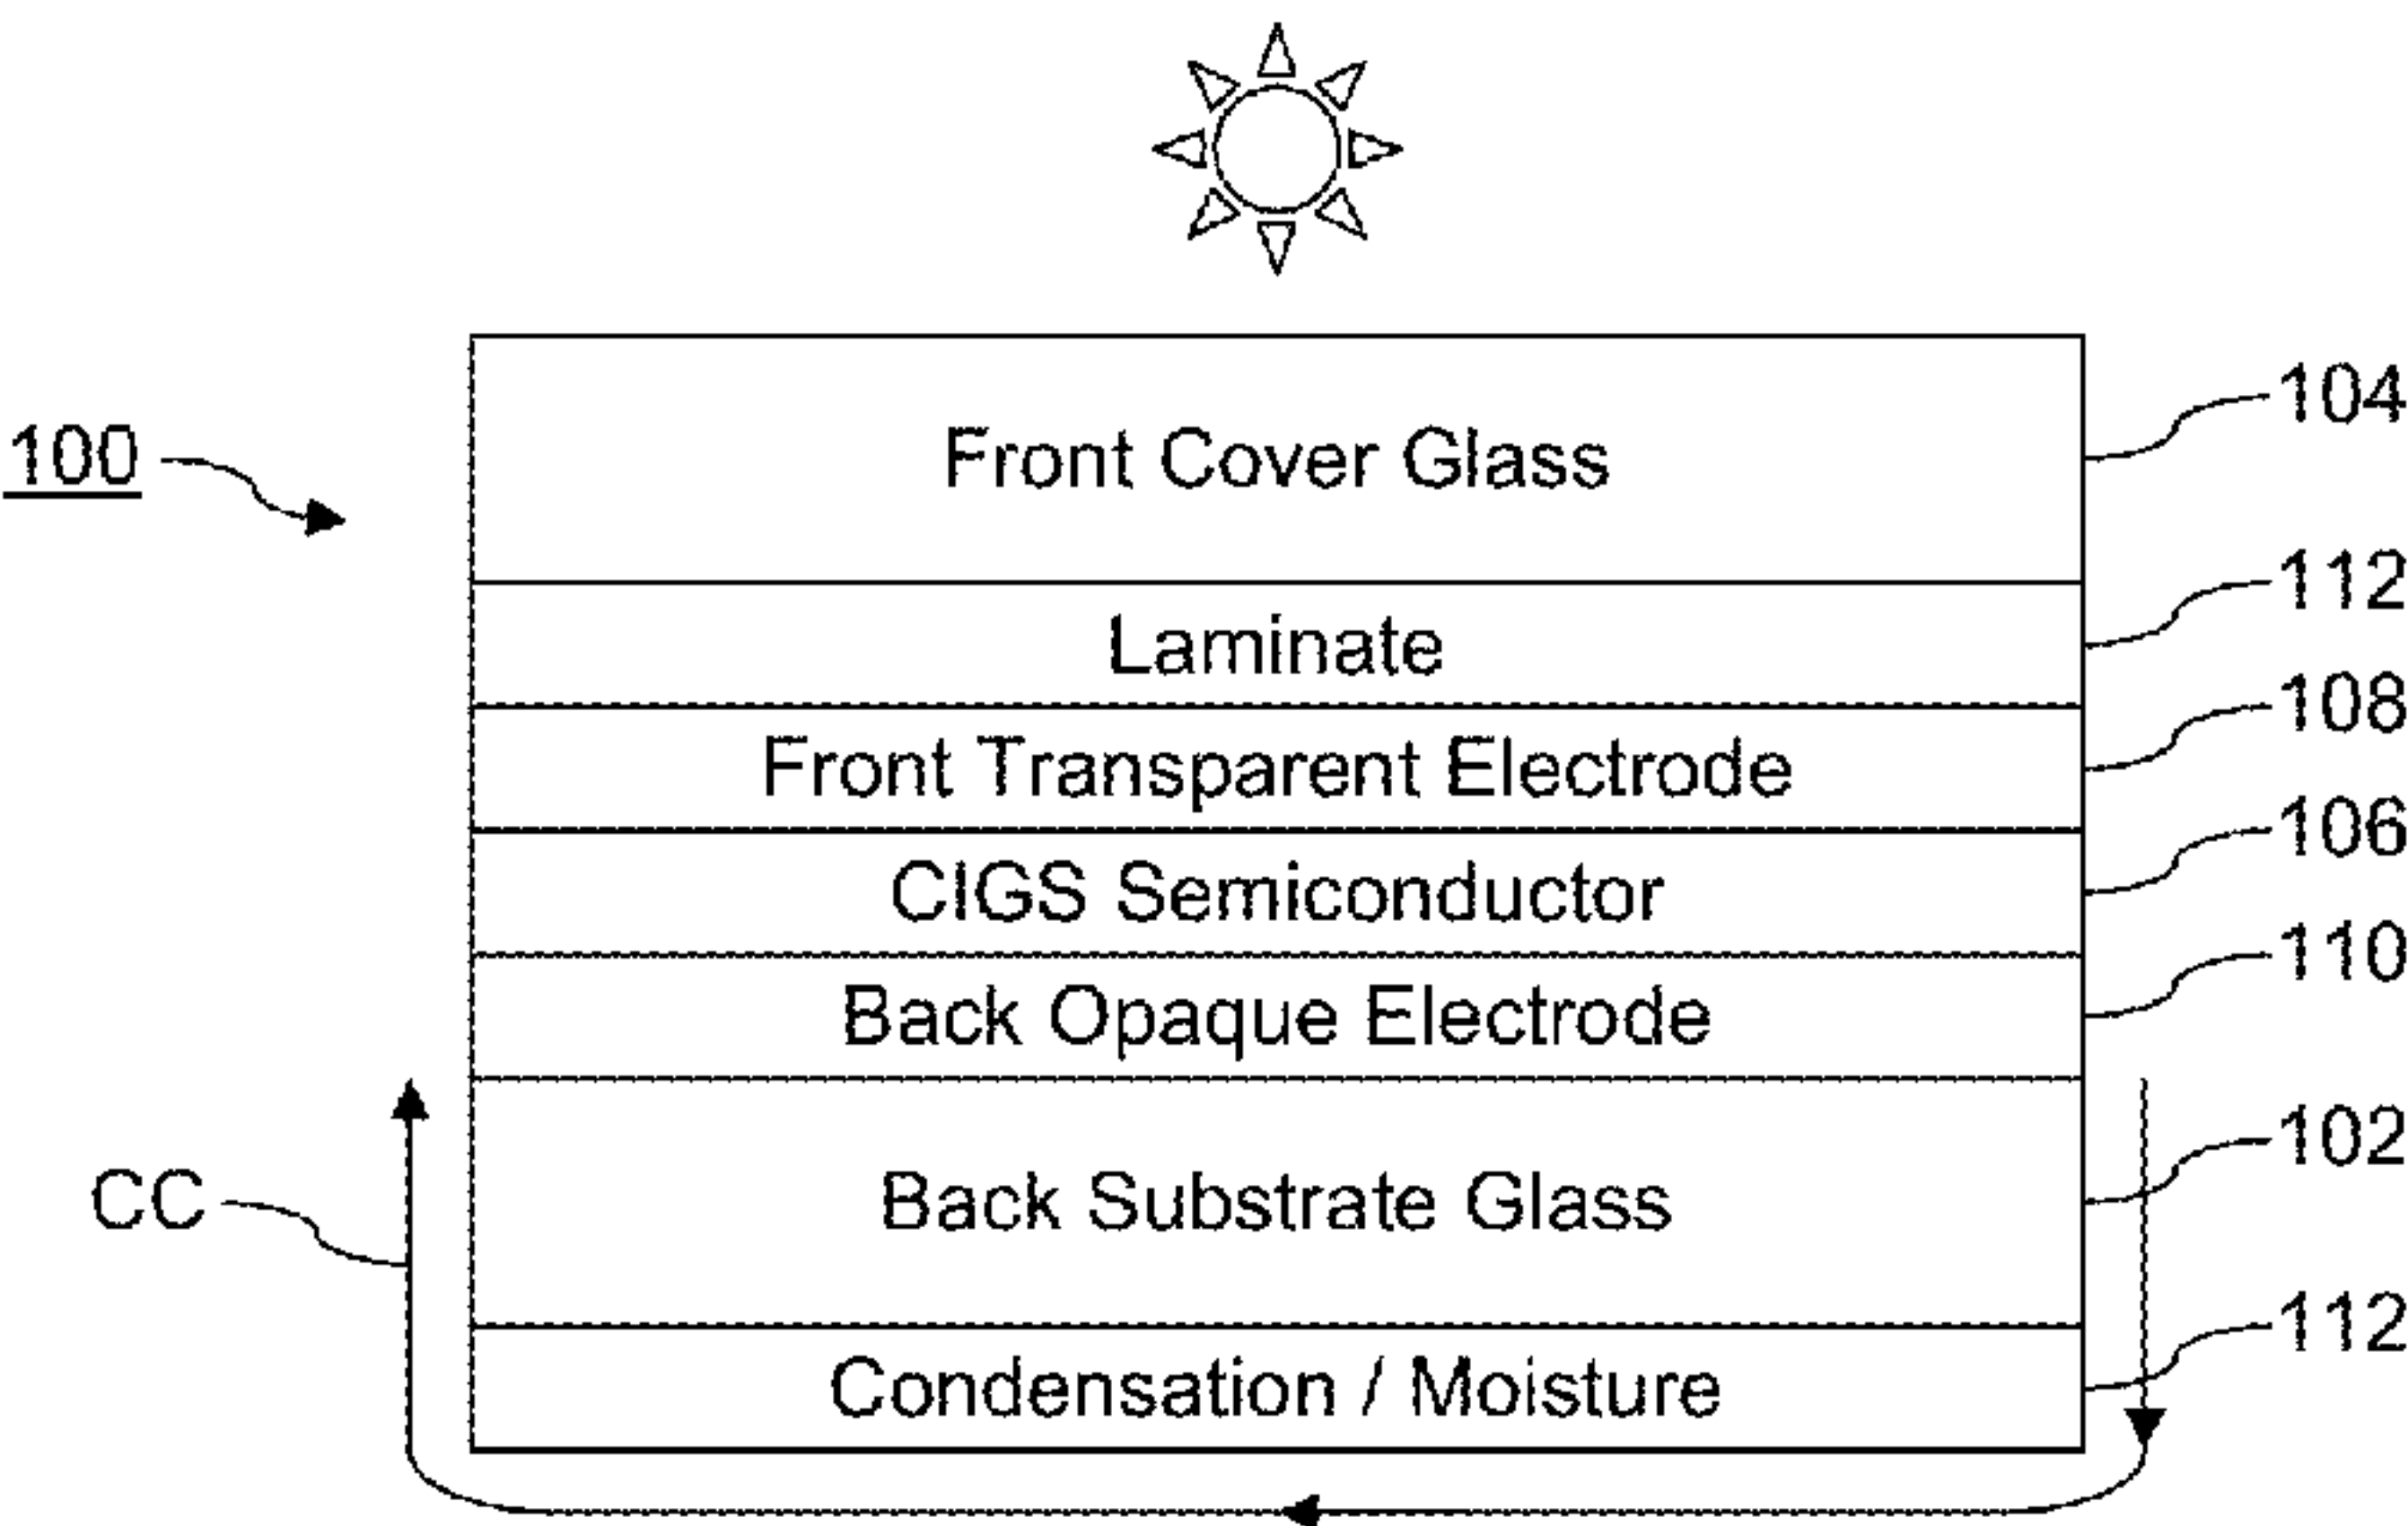 104
100
Front Cover Glass
112
Laminate
108
Front Transparent Electrode
106
CIGS Semiconductor
110
Back Opaque Electrode
102
CC
Back Substrate Glass
112
Condensation / Moisture